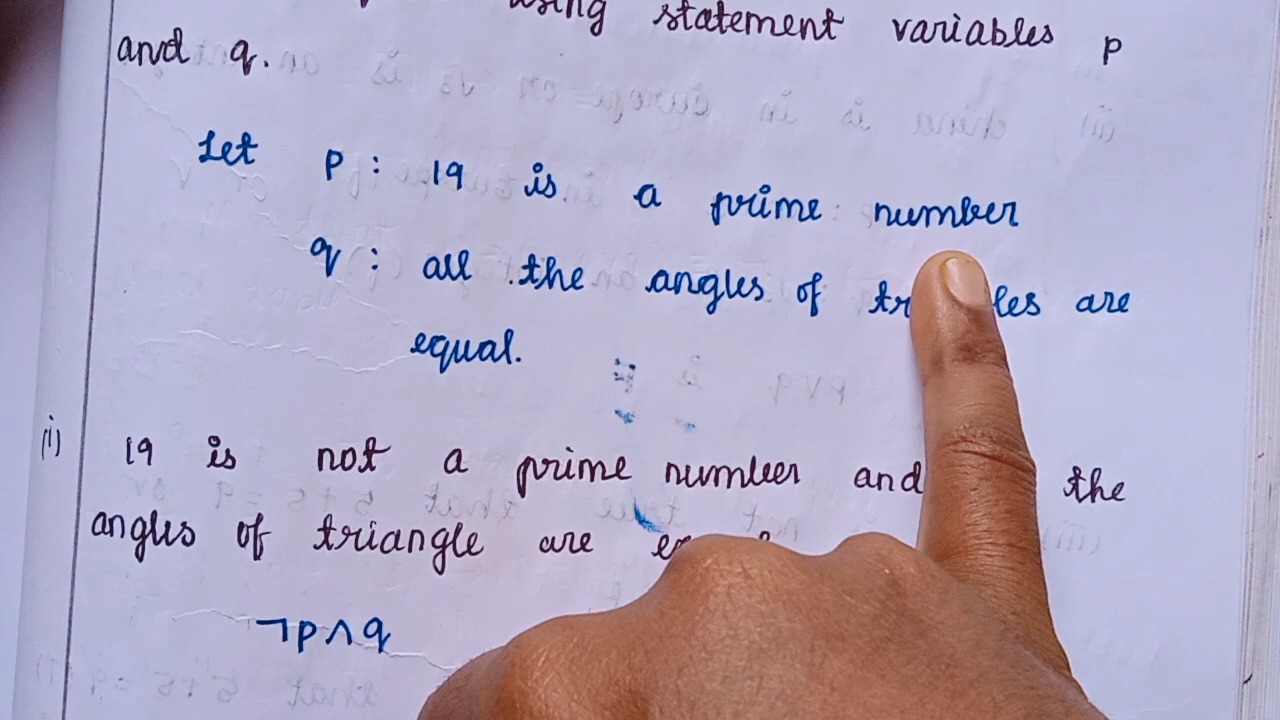 using statement variables p
and q.
Let p : 19 is a prime number
q : all the angles of are
equal.
(i) 19 is not a prime number and the
angles of triangle are
¬p∧q